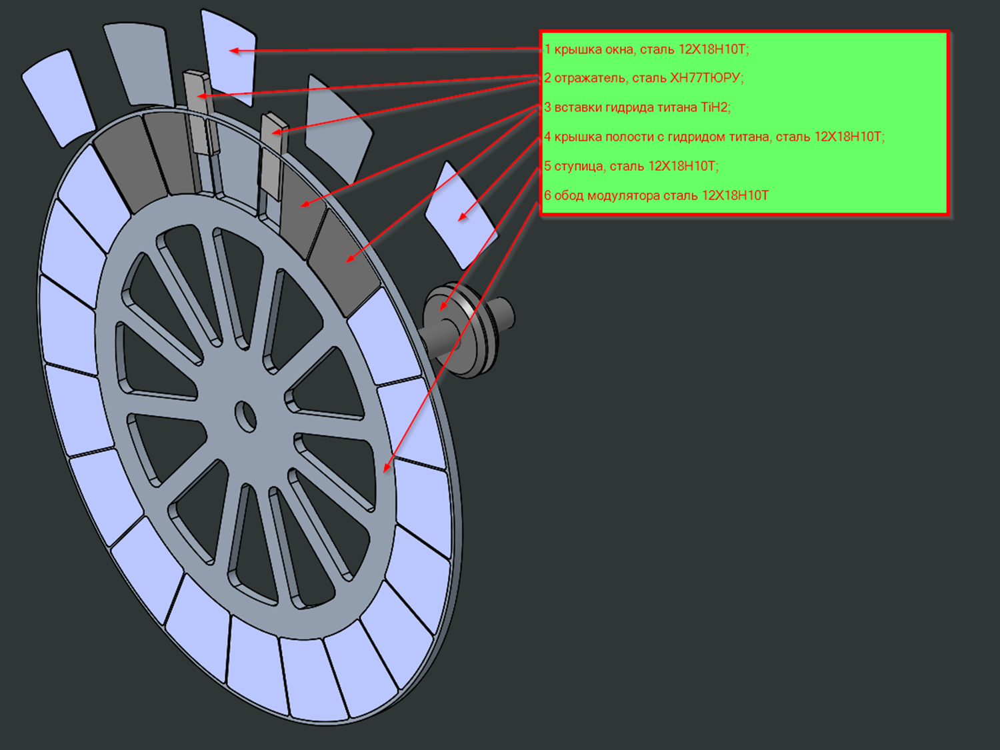 1 крышка окна, сталь 12Х18Н10Т;
2 отражатель, сталь ХН77ТЮРУ;
3 вставки гидрида титана TiH2;
4 крышка полости с гидридом титана, сталь 12Х18Н10Т;
5 ступица, сталь 12Х18Н10Т;
6 обод модулятора сталь 12Х18Н10Т